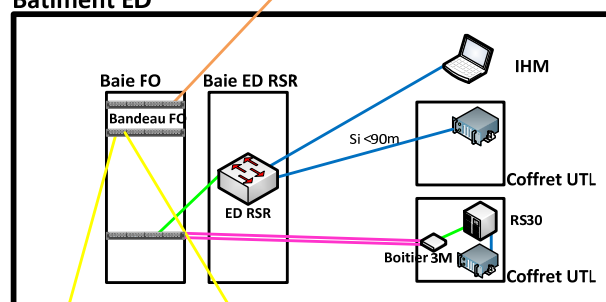 Bâtiment ED
Baie FO
Baie ED RSR
IHM
Bandeau FO
Si <90m
Coffret UTL
ED RSR
RS30
Boitier 3M
Coffret UTL